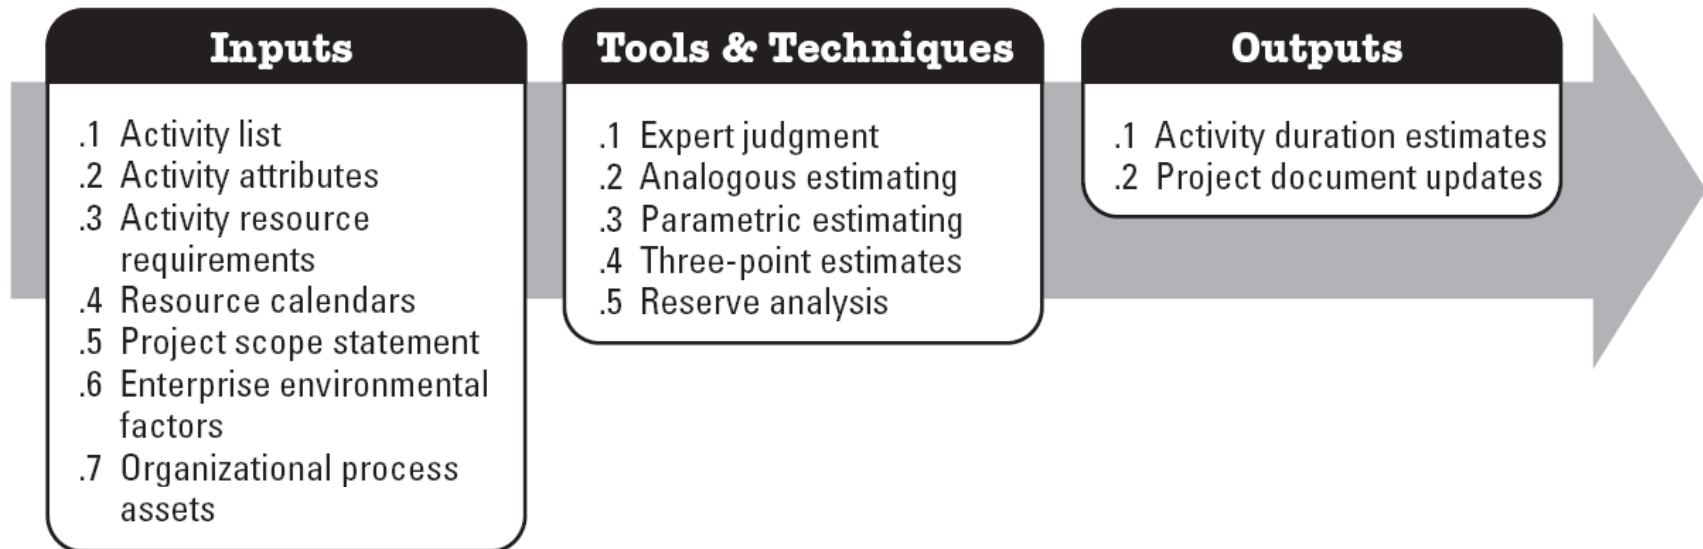 Inputs
.1 Activity list
.2 Activity attributes
.3 Activity resource
requirements
.4 Resource calendars
.5 Project scope statement
.6 Enterprise environmental
factors
.7 Organizational process
assets
Tools & Techniques
.1 Expert judgment
.2 Analogous estimating
.3 Parametric estimating
.4 Three-point estimates
.5 Reserve analysis
Outputs
.1 Activity duration estimates
.2 Project document updates